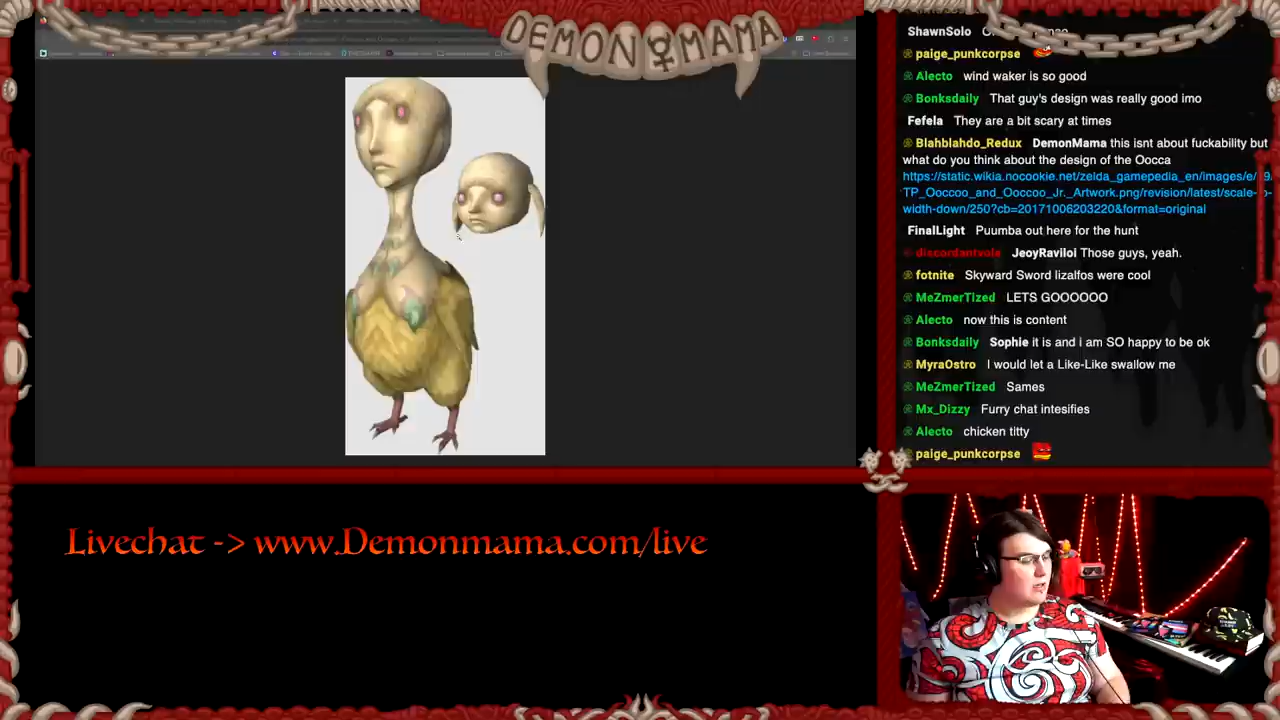 DEMON MAMA
ShawnSolo
paige_punkcorpse
Alecto wind waker is so good
Bonksdaily That guy's design was really good imo
Fefela They are a bit scary at times
Blahblahdo_Redux DemonMama this isnt about fuckability but
what do you think about the design of the Oocca
https://static.wikia.nocookie.net/zelda_gamepedia_en/images/e/
TP_Ooccoo_and_Ooccoo_Jr._Artwork.png/revision/latest/scale-to-
width-down/250?cb=20171006203220&format=original
FinalLight Puumba out here for the hunt
JeoyRaviloi Those guys, yeah.
fotnite Skyward Sword lizalfos were cool
MeZmerTized LETS GOOOOOO
Alecto now this is content
Bonksdaily Sophie it is and i am SO happy to be ok
MyraOstro I would let a Like-Like swallow me
MeZmerTized Sames
Mx_Dizzy Furry chat intesifies
Alecto chicken titty
paige_punkcorpse
Livechat -> www.Demonmama.com/live